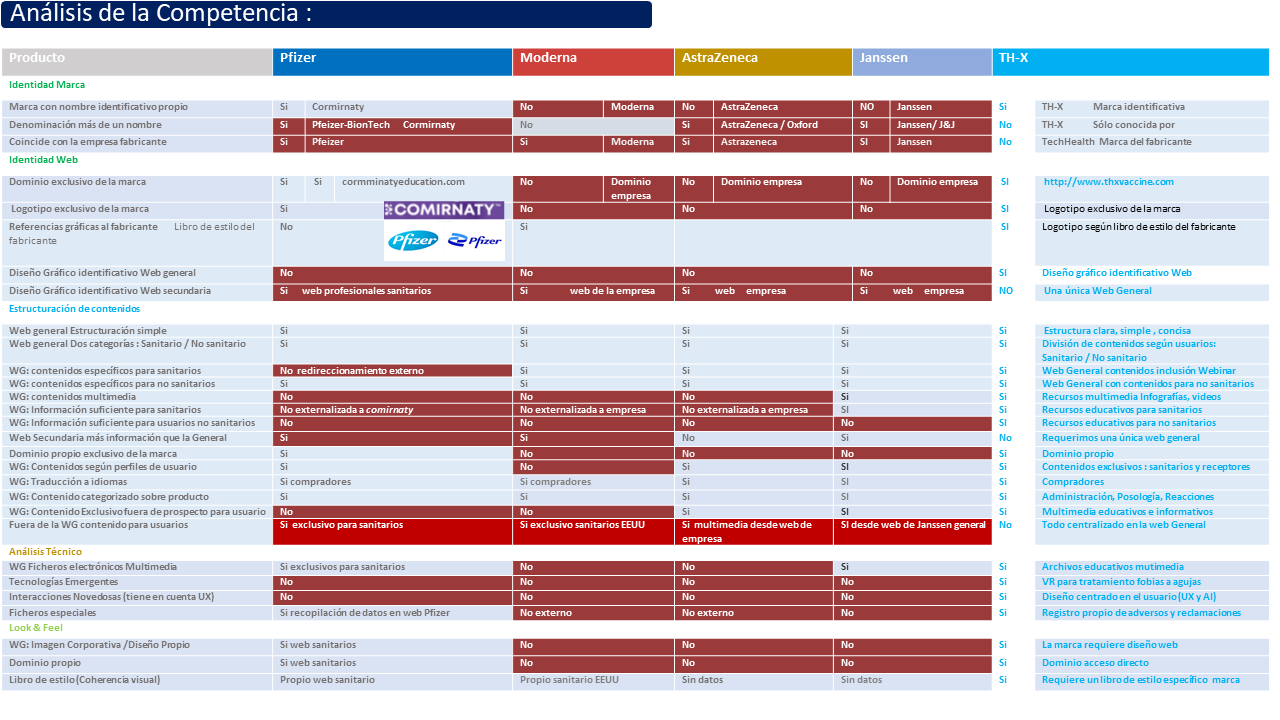 Análisis de la Competencia :
Producto Pfizer Moderna AstraZeneca Janssen TH-X
Identidad Marca
Marca con nombre identificativo propio Si Cormirnaty No Moderna No AstraZeneca NO Janssen Si TH-X Marca identificativa
Denominación más de un nombre Si Pfeizer-BionTech Cormirnaty No Si AstraZeneca / Oxford SI Janssen/ J&J No TH-X Sólo conocida por
Coincide con la empresa fabricante Si Pfeizer Si Moderna Si Astrazeneca SI Janssen No TechHealth Marca del fabricante
Identidad Web
Dominio exclusivo de la marca Si Si cormminatyeducation.com No Dominio empresa No Dominio empresa No Dominio empresa SI http://www.thxvaccine.com
Logotipo exclusivo de la marca Si COMIRNATY™ No No No SI Logotipo exclusivo de la marca
Referencias gráficas al fabricante Libro de estilo del fabricante No Pfizer Pfizer Si SI Logotipo según libro de estilo del fabricante
Diseño Gráfico identificativo Web general No No No No SI Diseño gráfico identificativo Web
Diseño Gráfico identificativo Web secundaria Si web profesionales sanitarios Si web de la empresa Si web empresa Si web empresa NO Una única Web General
Estructuración de contenidos
Web general Estructuración simple Si Si Si Si Si Estructura clara, simple , concisa
Web general Dos categorías : Sanitario / No sanitario Si Si Si Si Si División de contenidos según usuarios: Sanitario / No sanitario
WG: contenidos específicos para sanitarios No redireccionamiento externo Si Si Si Si Web General contenidos inclusión Webinar
WG: contenidos específicos para no sanitarios Si Si Si Si Si Web General con contenidos para no sanitarios
WG: contenidos multimedia No No No Si Si Recursos multimedia Infografías, videos
WG: Información suficiente para sanitarios No externalizada a comirnaty No externalizada a empresa No externalizada a empresa SI Si Recursos educativos para sanitarios
WG: Información suficiente para usuarios no sanitarios No No No No SI Recursos educativos para no sanitarios
Web Secundaria más información que la General Si Si No Si No Requerimos una única web general
Dominio propio exclusivo de la marca Si No No No Si Dominio propio
WG: Contenidos según perfiles de usuario Si No Si SI Si Contenidos exclusivos : sanitarios y receptores
WG: Traducción a idiomas Si compradores Si compradores Si SI Si Compradores
WG: Contenido categorizado sobre producto Si Si Si SI Si Administración, Posología, Reacciones
WG: Contenido Exclusivo fuera de prospecto para usuario No No Si SI Si Multimedia educativos e informativos
Fuera de la WG contenido para usuarios Si exclusivo para sanitarios Si exclusivo sanitarios EEUU Si multimedia desde web de empresa SI desde web de Janssen general No Todo centralizado en la web General
Análisis Técnico
WG Ficheros electrónicos Multimedia Si exclusivos para sanitarios No No Si Si Archivos educativos mutimedia
Tecnologías Emergentes No No No No Si VR para tratamiento fobias a agujas
Interacciones Novedosas (tiene en cuenta UX) No No No No Si Diseño centrado en el usuario (UX y AI)
Ficheros especiales Si recopilación de datos en web Pfizer No externo No externo No Si Registro propio de adversos y reclamaciones
Look & Feel
WG: Imagen Corporativa /Diseño Propio Si web sanitarios No No No Si La marca requiere diseño web
Dominio propio Si web sanitarios No No No Si Dominio acceso directo
Libro de estilo (Coherencia visual) Propio web sanitario Propio sanitario EEUU Sin datos Sin datos Si Requiere un libro de estilo específico marca